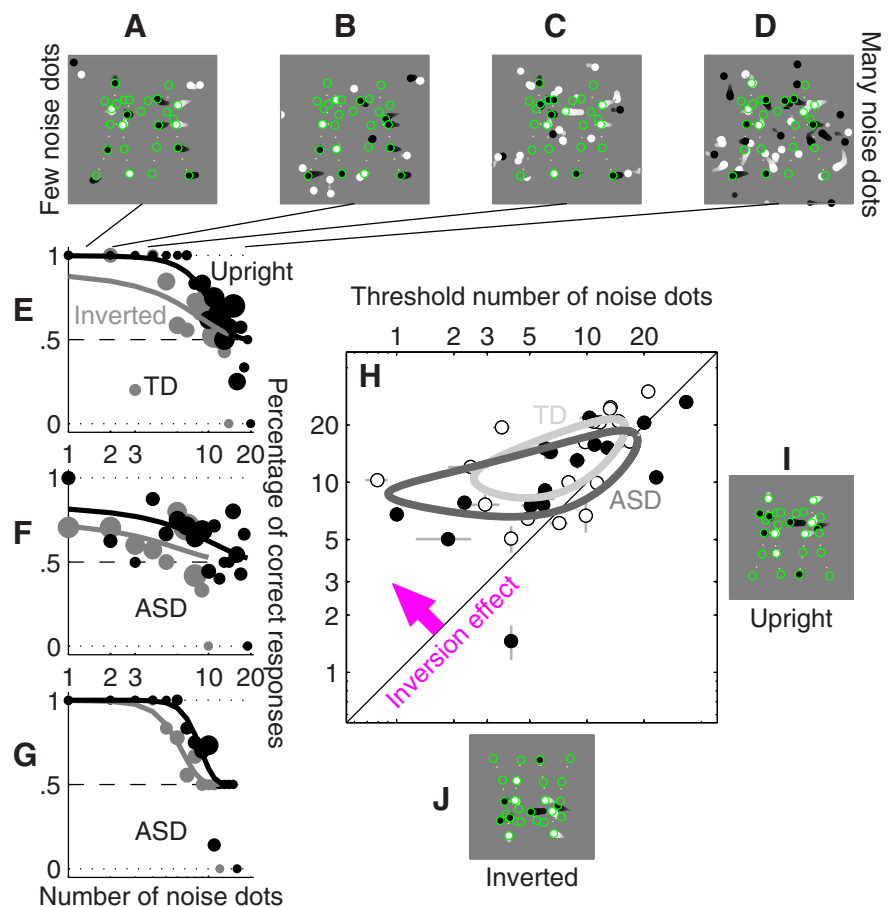 A
B
C
D
Few noise dots
Many noise dots
E
1
.5
0
Upright
Inverted
TD
1 2 3 10 20
Percentage of correct responses
F
1
.5
0
ASD
1 2 3 10 20
G
1
.5
0
ASD
Number of noise dots
Threshold number of noise dots
1 2 3 5 10 20
H
20
10
5
3
2
1
TD
ASD
Inversion effect
I
Upright
J
Inverted